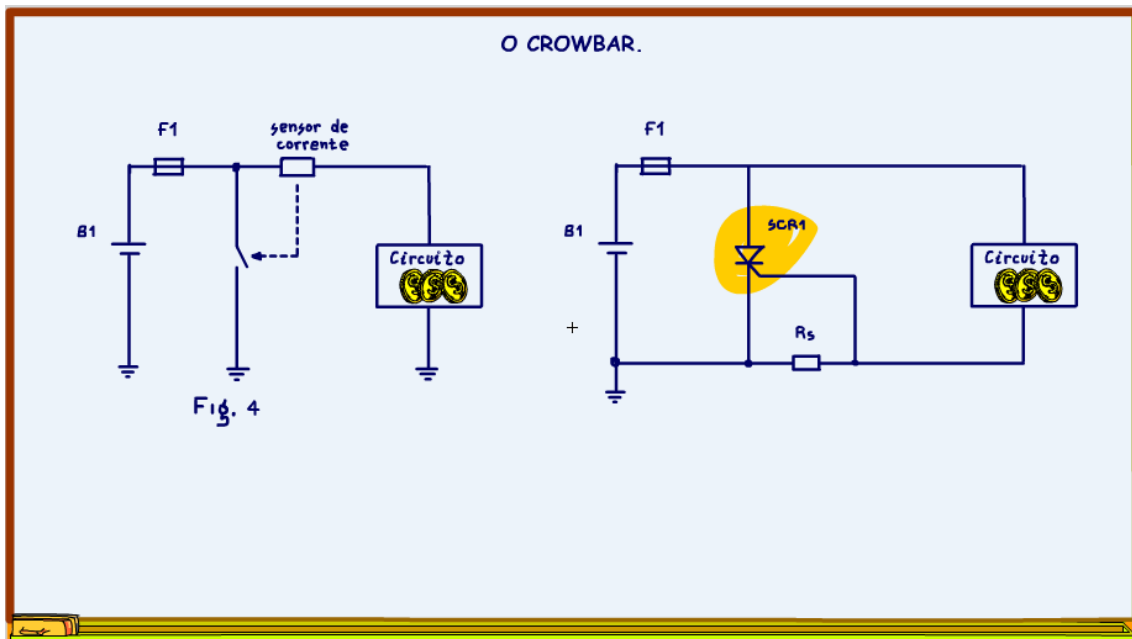 O CROWBAR.
F1
sensor de
corrente
B1
Circuito
Fig. 4
F1
SCR1
B1
Circuito
Rs